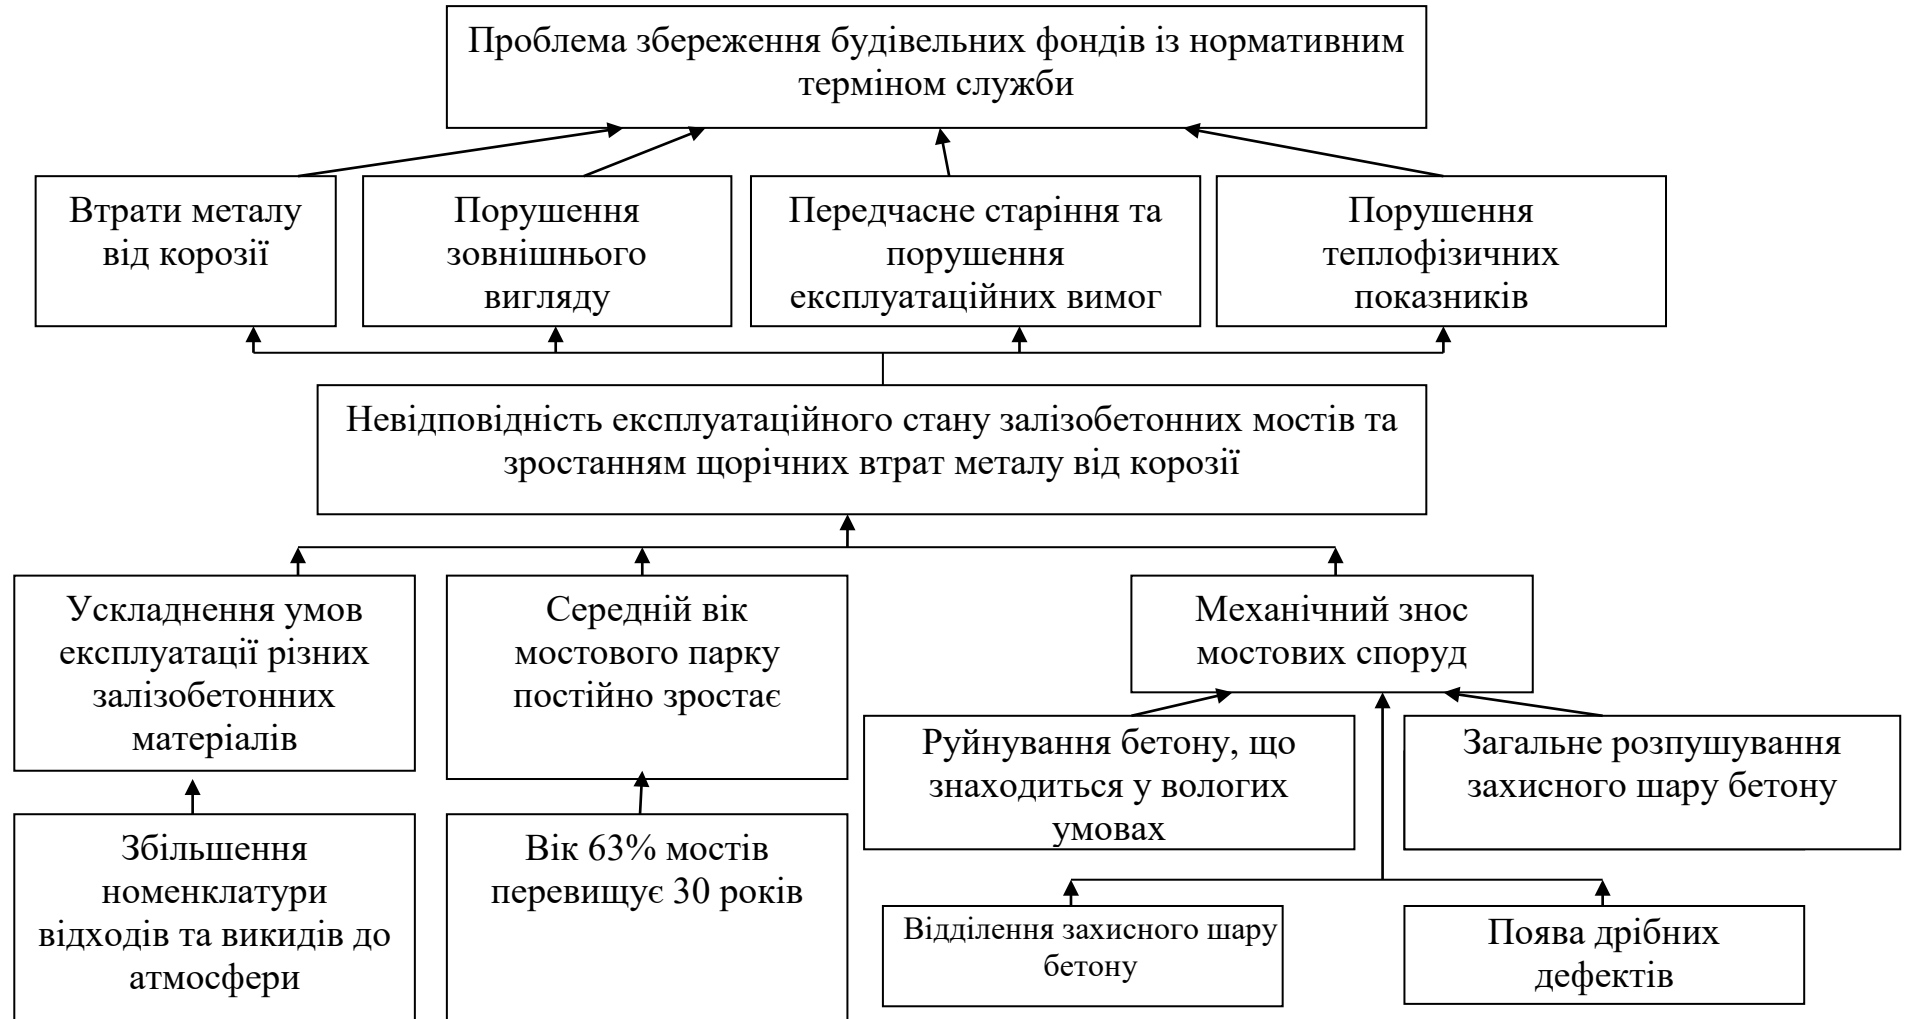 Проблема збереження будівельних фондів із нормативним
терміном служби
Втрати металу
від корозії
Порушення
зовнішнього
вигляду
Передчасне старіння та
порушення
експлуатаційних вимог
Порушення
теплофізичних
показників
Невідповідність експлуатаційного стану залізобетонних мостів та
зростанням щорічних втрат металу від корозії
Ускладнення умов
експлуатації різних
залізобетонних
матеріалів
Середній вік
мостового парку
постійно зростає
Механічний знос
мостових споруд
Руйнування бетону, що
знаходиться у вологих
умовах
Загальне розпушування
захисного шару бетону
Збільшення
номенклатури
відходів та викидів до
атмосфери
Вік 63% мостів
перевищує 30 років
Відділення захисного шару
бетону
Поява дрібних
дефектів